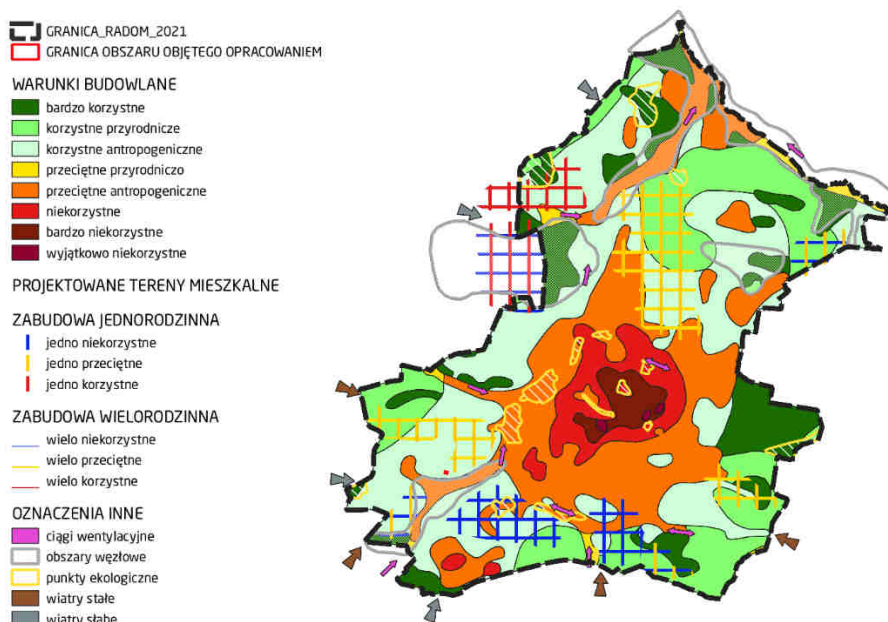 GRANICA_RADOM_2021
GRANICA OBSZARU OBJĘTEGO OPRACOWANIEM
WARUNKI BUDOWLANE
bardzo korzystne
korzystne przyrodnicze
korzystne antropogeniczne
przeciętne przyrodniczo
przeciętne antropogeniczne
niekorzystne
bardzo niekorzystne
wyjątkowo niekorzystne
PROJEKTOWANE TERENY MIESZKALNE
ZABUDOWA JEDNORODZINNA
jedno niekorzystne
jedno przeciętne
jedno korzystne
ZABUDOWA WIELORODZINNA
wielo niekorzystne
wielo przeciętne
wielo korzystne
OZNACZENIA INNE
ciągi wentylacyjne
obszary węzłowe
punkty ekologiczne
wiatry stałe
wiatry słabe